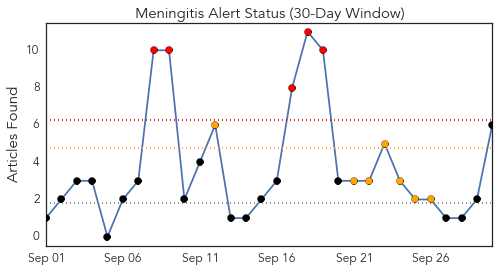 Meningitis Alert Status (30-Day Window)
Articles Found
10
8
6
4
2
0
Sep 01 Sep 06 Sep 11 Sep 16 Sep 21 Sep 26